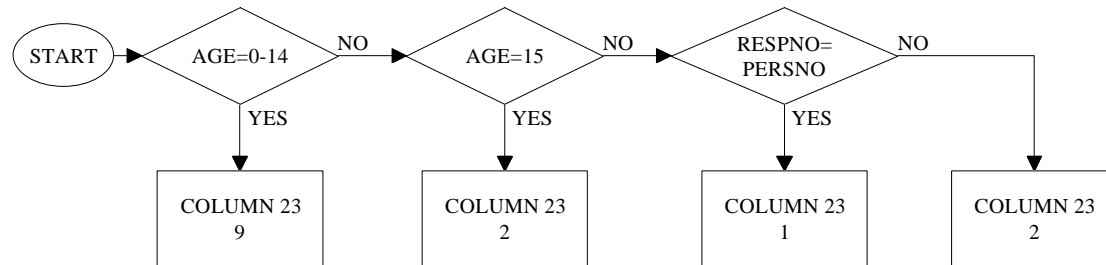 START
AGE=0-14
NO
YES
AGE=15
NO
YES
RESPNO=
PERSNO
NO
YES
COLUMN 23
9
COLUMN 23
2
COLUMN 23
1
COLUMN 23
2